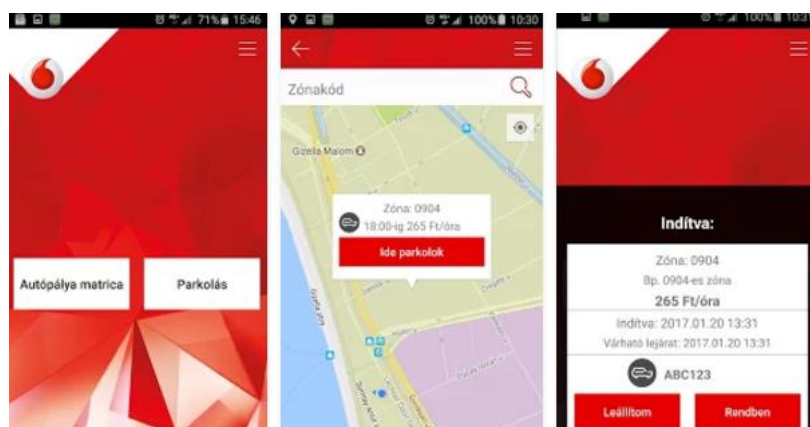 71% 15:46
Autópálya matrica
Parkolás
100% 10:30
Zónakód
Gizella Malom
Zóna: 0904
18:00-ig 265 Ft/óra
Ide parkolok
100% 10:31
Indítva:
Zóna: 0904
Bp. 0904-es zóna
265 Ft/óra
Indítva: 2017.01.20 13:31
Várható lejárat: 2017.01.20 13:31
ABC123
Leállítom
Rendben